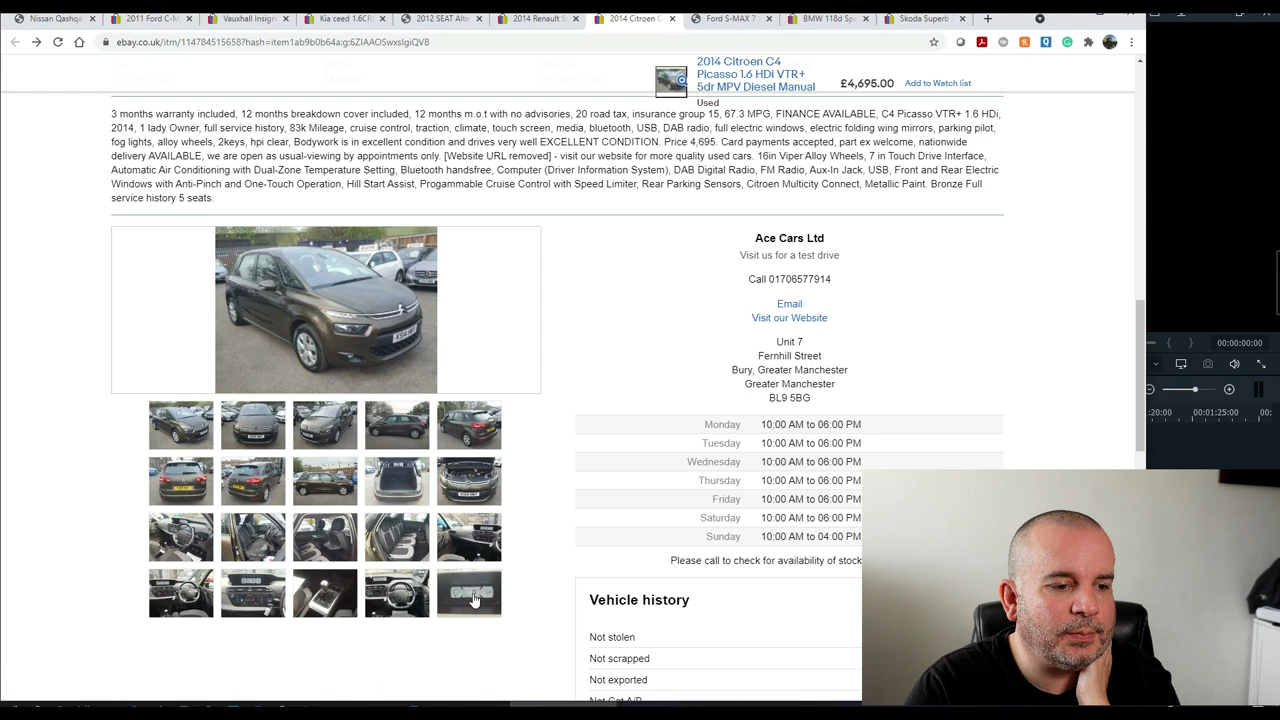 Nissan Qashqa
2011 Ford C-M
Vauxhall Insign
Kia ceed 1.6CR
2012 SEAT Alte
2014 Renault S
2014 Citroen C
Ford S-MAX 7
BMW 118d Spo
Skoda Superb
ebay.co.uk/itm/114784515658?hash=item1ab9b0b64a:g:6ZIAAOSwxsIgiQVB
2014 Citroen C4
Picasso 1.6 HDi VTR+
5dr MPV Diesel Manual
Used
£4,695.00
Add to Watch list
3 months warranty included, 12 months breakdown cover included, 12 months m.o.t with no advisories, 20 road tax, insurance group 15, 67.3 MPG, FINANCE AVAILABLE, C4 Picasso VTR+ 1.6 HDi,
2014, 1 lady Owner, full service history, 83k Mileage, cruise control, traction, climate, touch screen, media, bluetooth, USB, DAB radio, full electric windows, electric folding wing mirrors, parking pilot,
fog lights, alloy wheels, 2keys, hpi clear, Bodywork is in excellent condition and drives very well EXCELLENT CONDITION. Price 4,695. Card payments accepted, part ex welcome, nationwide
delivery AVAILABLE, we are open as usual-viewing by appointments only. [Website URL removed] - visit our website for more quality used cars. 16in Viper Alloy Wheels, 7 in Touch Drive Interface,
Automatic Air Conditioning with Dual-Zone Temperature Setting, Bluetooth handsfree, Computer (Driver Information System), DAB Digital Radio, FM Radio, Aux-In Jack, USB, Front and Rear Electric
Windows with Anti-Pinch and One-Touch Operation, Hill Start Assist, Progammable Cruise Control with Speed Limiter, Rear Parking Sensors, Citroen Multicity Connect, Metallic Paint. Bronze Full
service history 5 seats.
Ace Cars Ltd
Visit us for a test drive
Call 01706577914
Email
Visit our Website
Unit 7
Fernhill Street
Bury, Greater Manchester
Greater Manchester
BL9 5BG
Monday 10:00 AM to 06:00 PM
Tuesday 10:00 AM to 06:00 PM
Wednesday 10:00 AM to 06:00 PM
Thursday 10:00 AM to 06:00 PM
Friday 10:00 AM to 06:00 PM
Saturday 10:00 AM to 06:00 PM
Sunday 10:00 AM to 04:00 PM
Please call to check for availability of stock
Vehicle history
Not stolen
Not scrapped
Not exported
Not Cat A/B
00:00:00:00
:20:00
00:01:25:00
00: